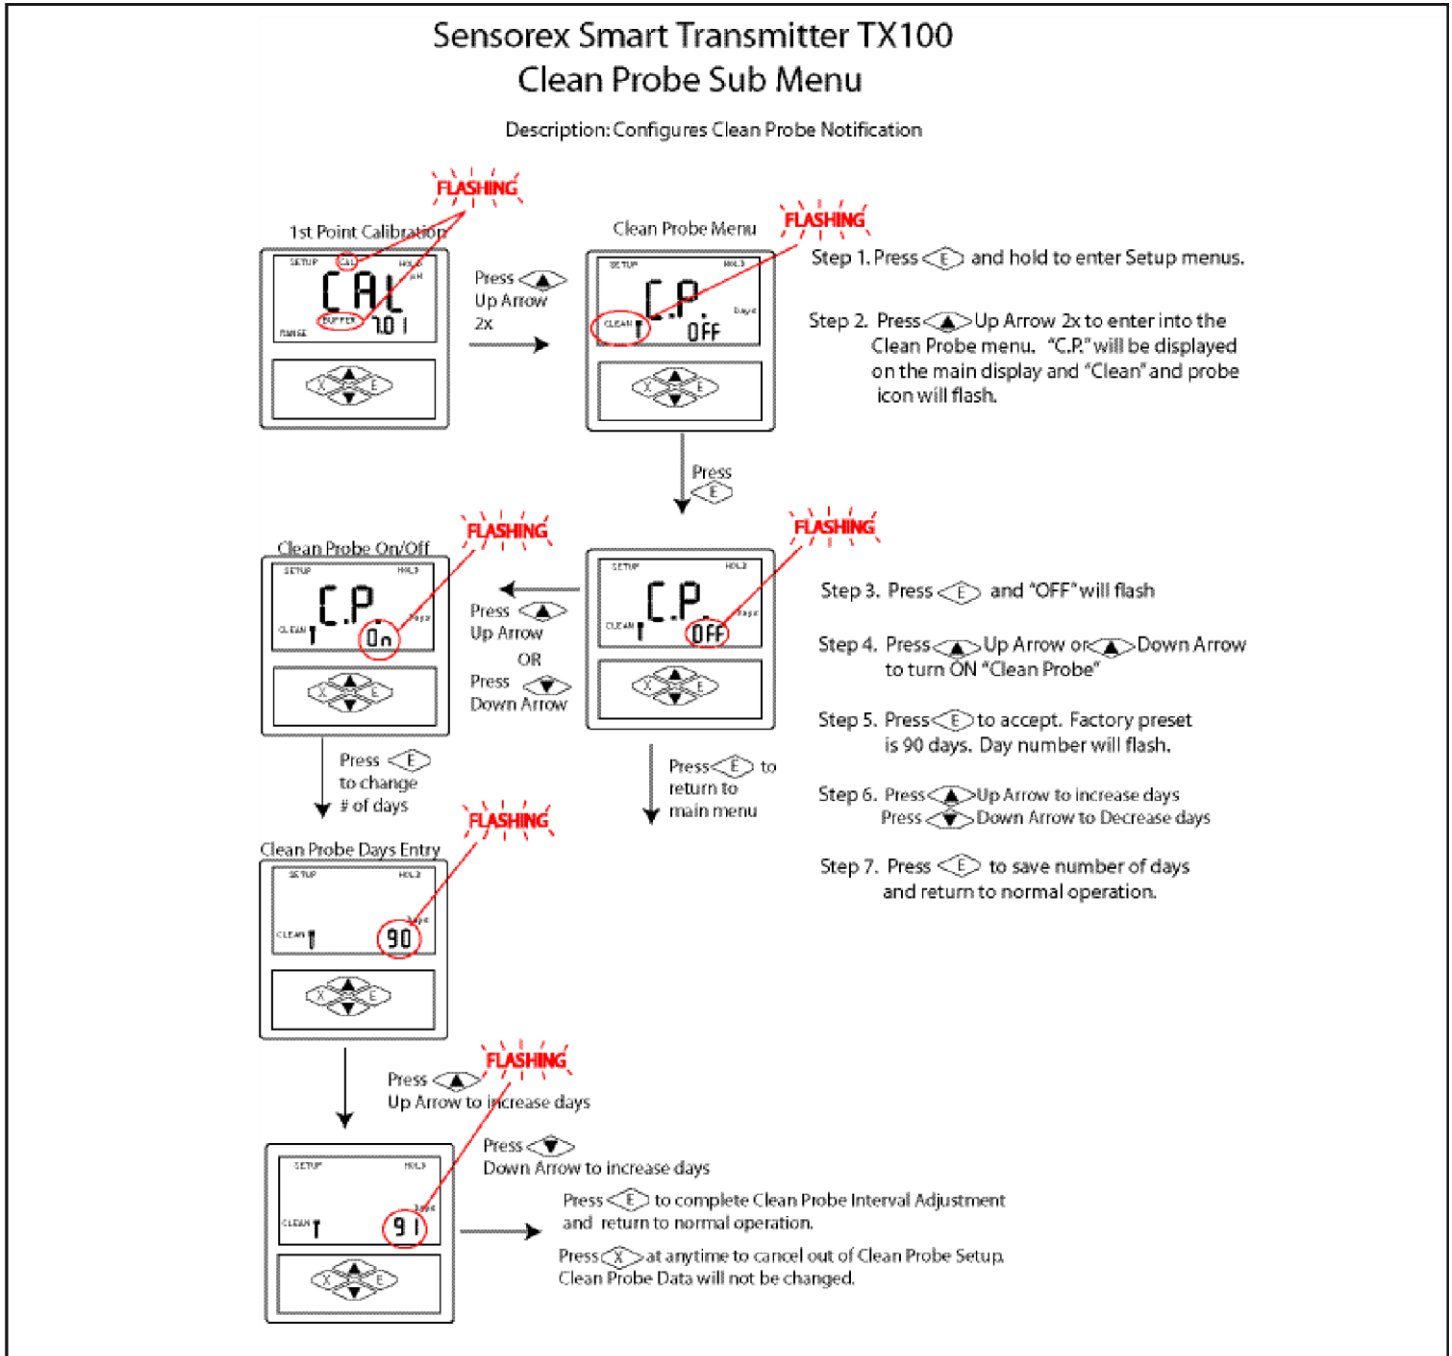 Sensorex Smart Transmitter TX100
Clean Probe Sub Menu
Description: Configures Clean Probe Notification
FLASHING
1st Point Calibration
SETUP CAL HOLD
pH
CAL
BUFFER 7.01
RANGE
X E
Press
Up Arrow
2x
FLASHING
Clean Probe Menu
SETUP HOLD
C.P.
Days
CLEAN OFF
X E
Step 1. Press E and hold to enter Setup menus.
Step 2. Press Up Arrow 2x to enter into the
Clean Probe menu. "C.P." will be displayed
on the main display and "Clean" and probe
icon will flash.
Press
E
FLASHING
Clean Probe On/Off
SETUP HOLD
C.P.
Days
CLEAN On
X E
Press
Up Arrow
OR
Press
Down Arrow
FLASHING
SETUP HOLD
C.P.
Days
CLEAN OFF
X E
Step 3. Press E and "OFF" will flash
Step 4. Press Up Arrow or Down Arrow
to turn ON "Clean Probe"
Step 5. Press E to accept. Factory preset
is 90 days. Day number will flash.
Step 6. Press Up Arrow to increase days
Press Down Arrow to Decrease days
Step 7. Press E to save number of days
and return to normal operation.
Press E
to change
# of days
Press E to
return to
main menu
FLASHING
Clean Probe Days Entry
SETUP HOLD
Days
CLEAN 90
X E
FLASHING
Press
Up Arrow to increase days
Press
Down Arrow to increase days
SETUP HOLD
Days
CLEAN 91
X E
Press E to complete Clean Probe Interval Adjustment
and return to normal operation.
Press X at anytime to cancel out of Clean Probe Setup.
Clean Probe Data will not be changed.